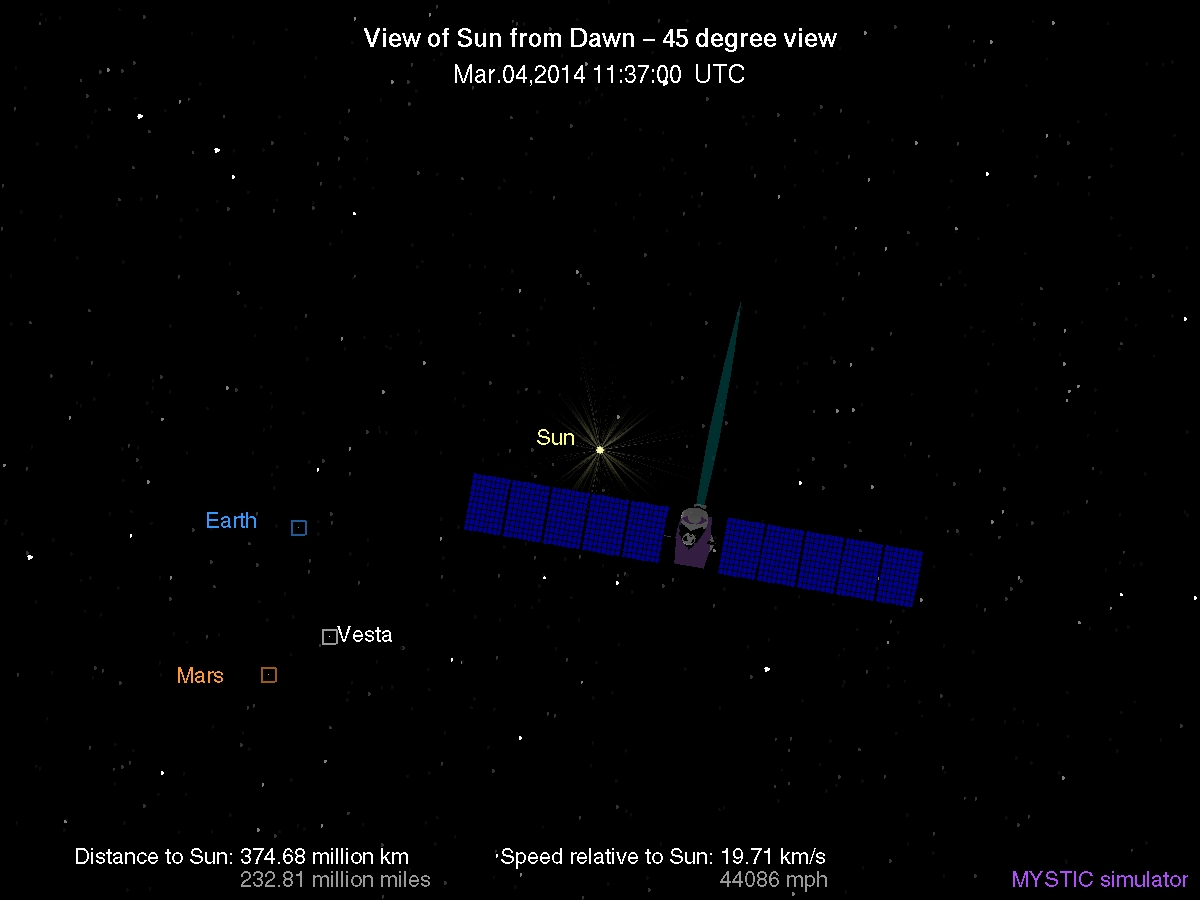 View of Sun from Dawn – 45 degree view
Mar.04,2014 11:37:00 UTC
Sun
Earth
Vesta
Mars
Distance to Sun: 374.68 million km
232.81 million miles
Speed relative to Sun: 19.71 km/s
44086 mph
MYSTIC simulator